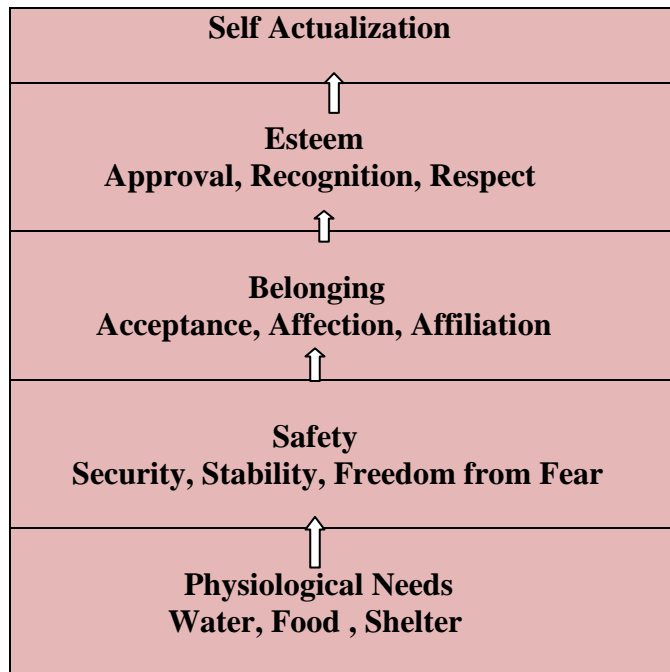 Self Actualization
Esteem
Approval, Recognition, Respect
Belonging
Acceptance, Affection, Affiliation
Safety
Security, Stability, Freedom from Fear
Physiological Needs
Water, Food , Shelter